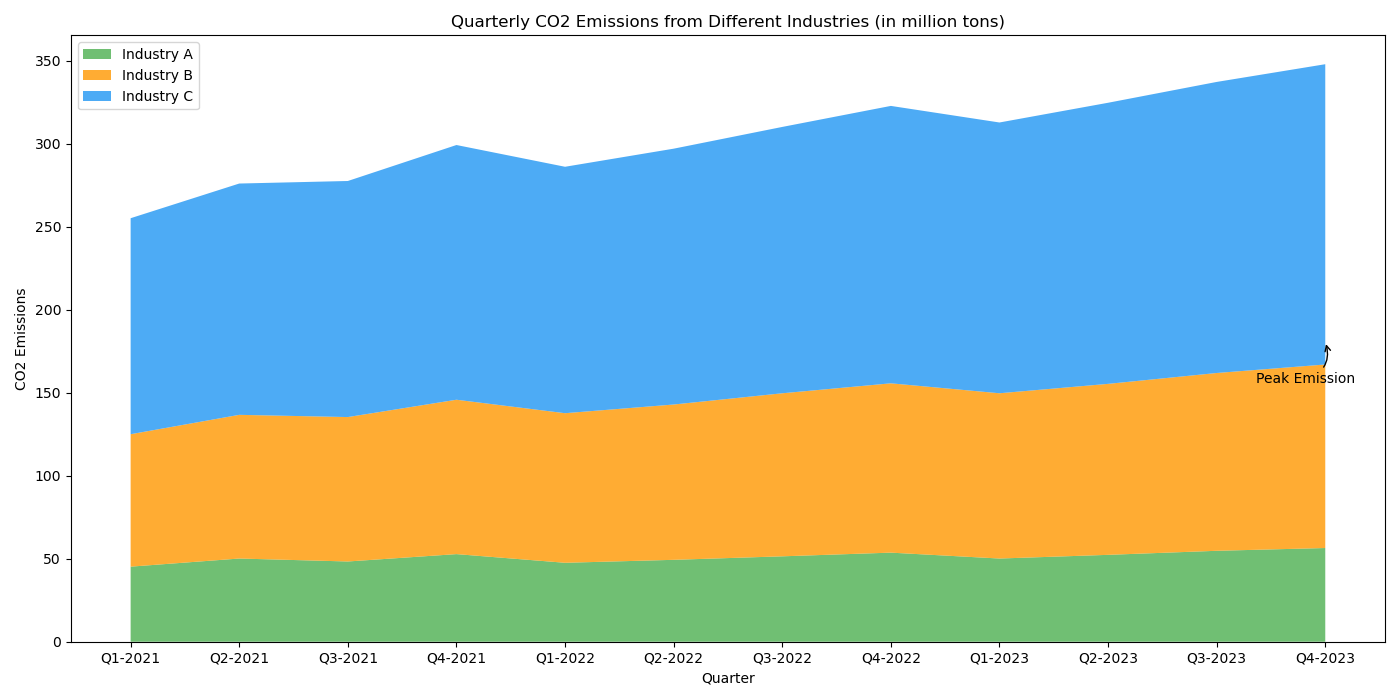 Quarterly CO2 Emissions from Different Industries (in million tons)
Industry A
Industry B
Industry C
CO2 Emissions
350
300
250
200
150
100
50
0
Peak Emission
Q1-2021 Q2-2021 Q3-2021 Q4-2021 Q1-2022 Q2-2022 Q3-2022 Q4-2022 Q1-2023 Q2-2023 Q3-2023 Q4-2023
Quarter